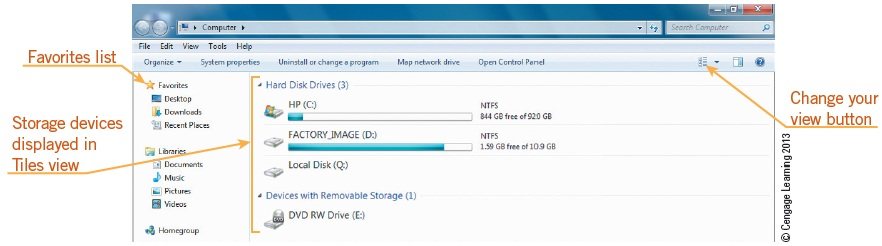 Computer
Search Computer
File Edit View Tools Help
Organize System properties Uninstall or change a program Map network drive Open Control Panel
Favorites list
Favorites
Desktop
Downloads
Recent Places
Libraries
Documents
Music
Pictures
Videos
Homegroup
Storage devices
displayed in
Tiles view
Hard Disk Drives (3)
HP (C:)
NTFS
844 GB free of 920 GB
FACTORY_IMAGE (D:)
NTFS
1.59 GB free of 10.9 GB
Local Disk (Q:)
Devices with Removable Storage (1)
DVD RW Drive (E:)
Change your
view button
© Cengage Learning 2013